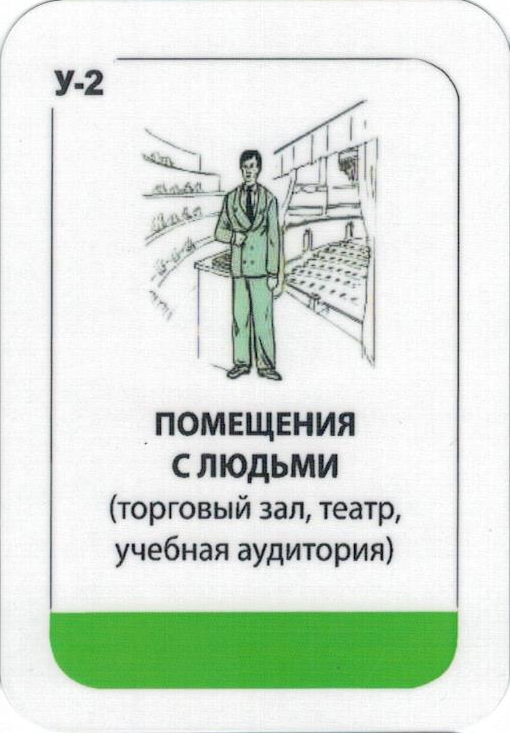 У-2
ПОМЕЩЕНИЯ
С ЛЮДЬМИ
(торговый зал, театр,
учебная аудитория)